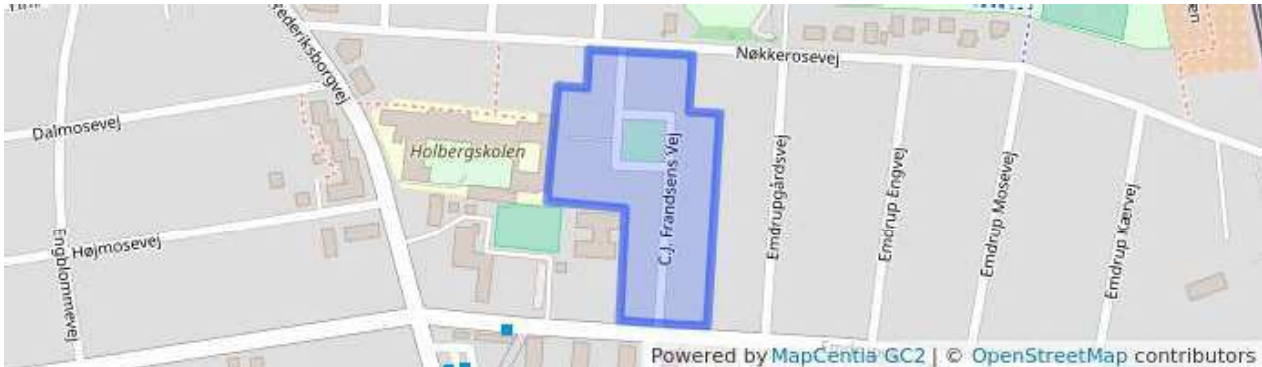 Frederiksborgvej
Nøkkerosevej
Dalmosevej
Holbergskolen
C.J. Frandsens Vej
Emdrupgårdsvej
Emdrup Engvej
Emdrup Mosevej
Emdrup Kærvej
Højmosevej
Engblommevej
Powered by MapCentia GC2 | © OpenStreetMap contributors